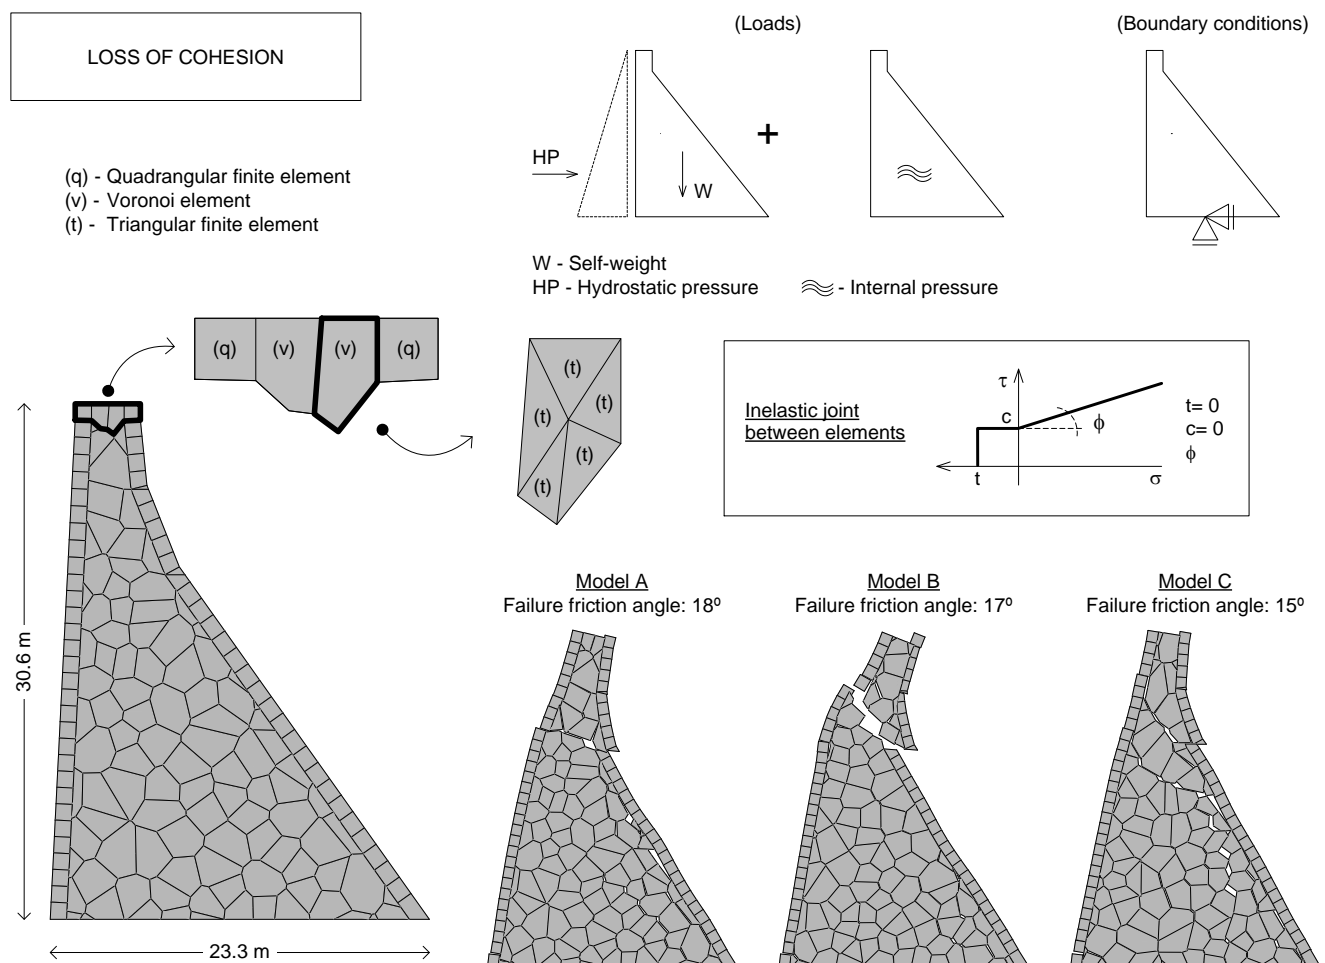 LOSS OF COHESION
(q) - Quadrangular finite element
(v) - Voronoi element
(t) - Triangular finite element
(Loads)
(Boundary conditions)
HP
W
+
W - Self-weight
HP - Hydrostatic pressure
- Internal pressure
(q)
(v)
(v)
(q)
(t)
(t)
(t)
(t)
(t)
Inelastic joint
between elements
τ
c
ϕ
t
σ
t= 0
c= 0
ϕ
30.6 m
23.3 m
Model A
Failure friction angle: 18º
Model B
Failure friction angle: 17º
Model C
Failure friction angle: 15º